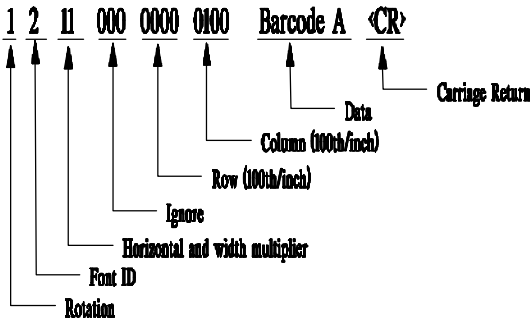 1 2 11 000 0000 0100 Barcode A <CR>
Carriage Return
Data
Column (100th/inch)
Row (100th/inch)
Ignore
Horizontal and width multiplier
Font ID
Rotation